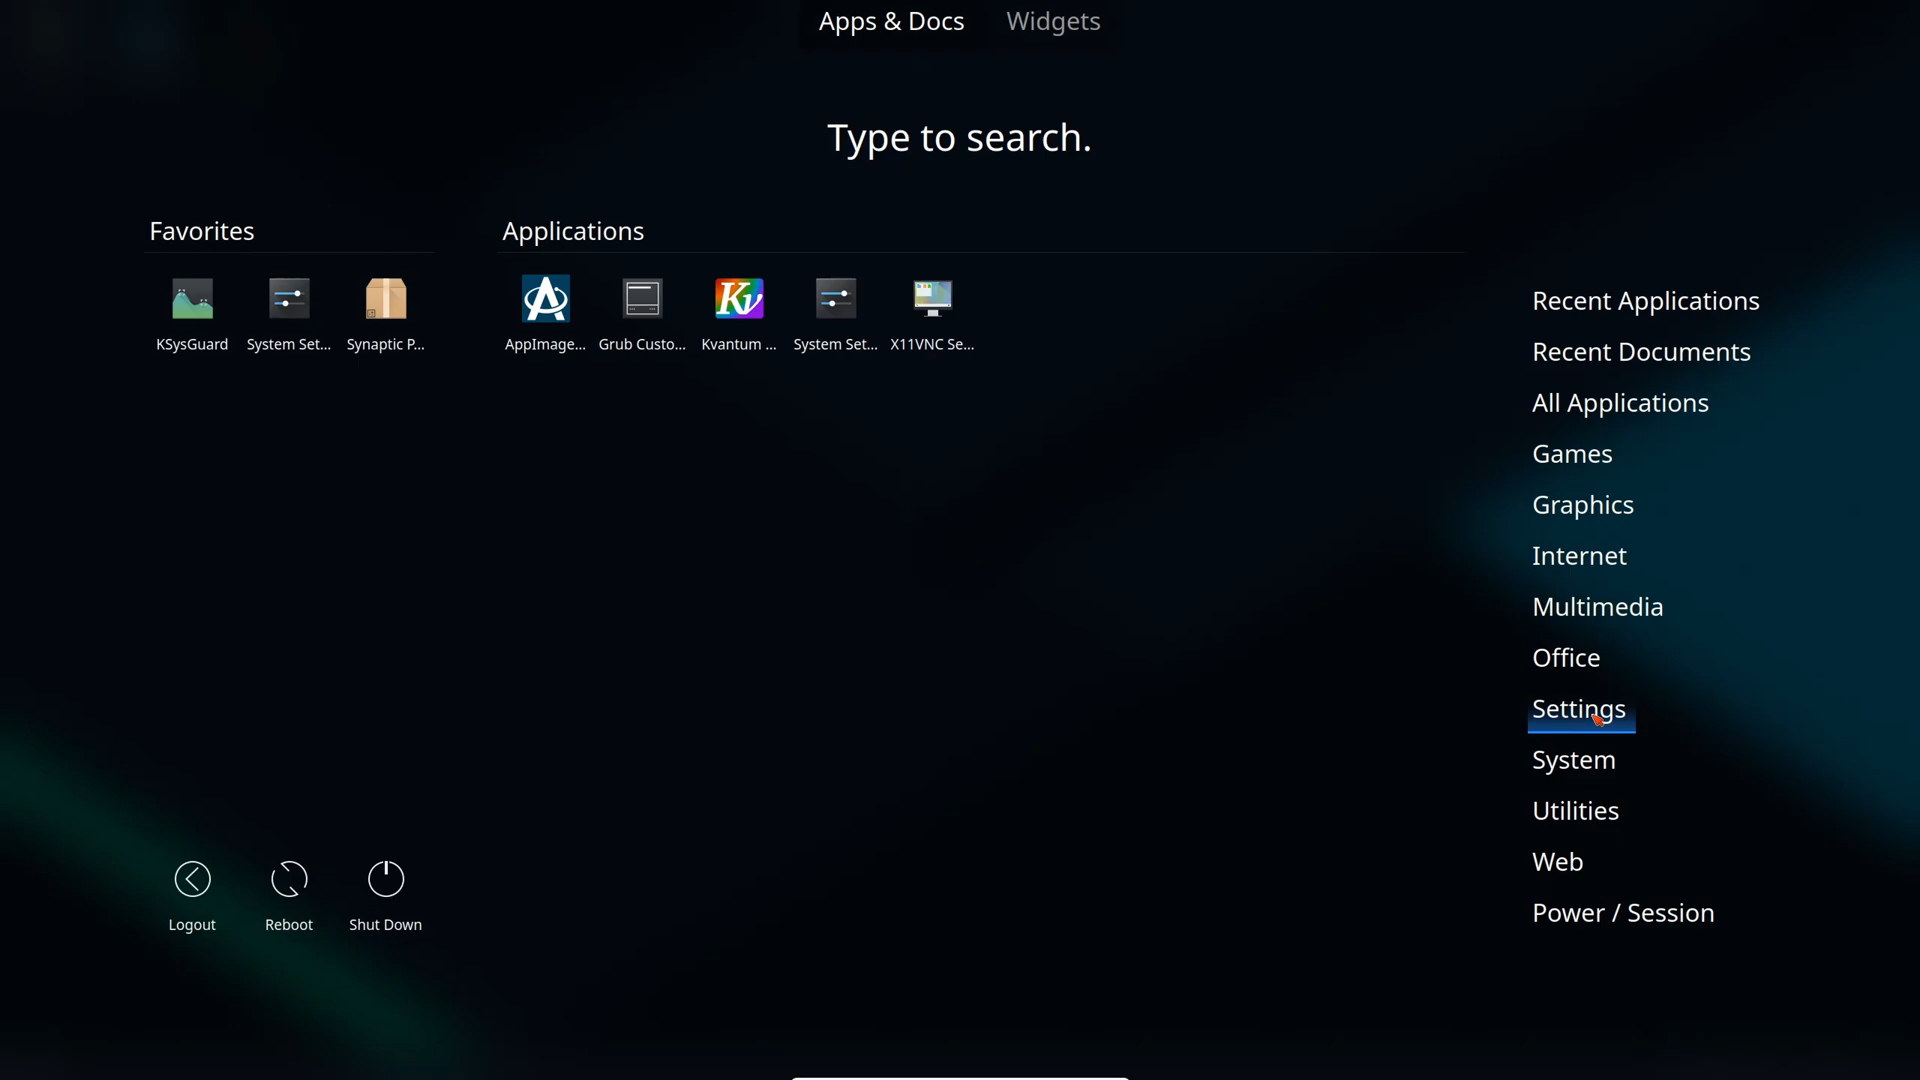 Apps & Docs
Widgets
Type to search.
Favorites
Applications
KSysGuard
System Set...
Synaptic P...
AppImage...
Grub Custo...
Kv
Kvantum ...
System Set...
X11VNC Se...
Recent Applications
Recent Documents
All Applications
Games
Graphics
Internet
Multimedia
Office
Settings
System
Utilities
Web
Power / Session
Logout
Reboot
Shut Down